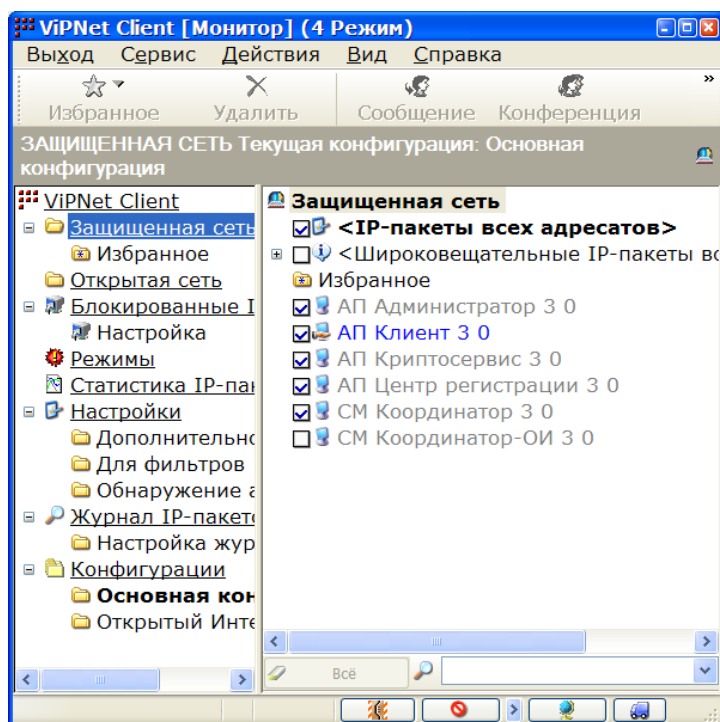 ViPNet Client [Монитор] (4 Режим)
Выход Сервис Действия Вид Справка
Избранное Удалить Сообщение Конференция
ЗАЩИЩЕННАЯ СЕТЬ Текущая конфигурация: Основная
конфигурация
ViPNet Client
Защищенная сеть
Избранное
Открытая сеть
Блокированные I
Настройка
Режимы
Статистика IP-пак
Настройки
Дополнительно
Для фильтров
Обнаружение а
Журнал IP-пакето
Настройка жур
Конфигурации
Основная кон
Открытый Инте
Защищенная сеть
<IP-пакеты всех адресатов>
<Широковещательные IP-пакеты вс
Избранное
АП Администратор 3 0
АП Клиент 3 0
АП Криптосервис 3 0
АП Центр регистрации 3 0
СМ Координатор 3 0
СМ Координатор-ОИ 3 0
Всё